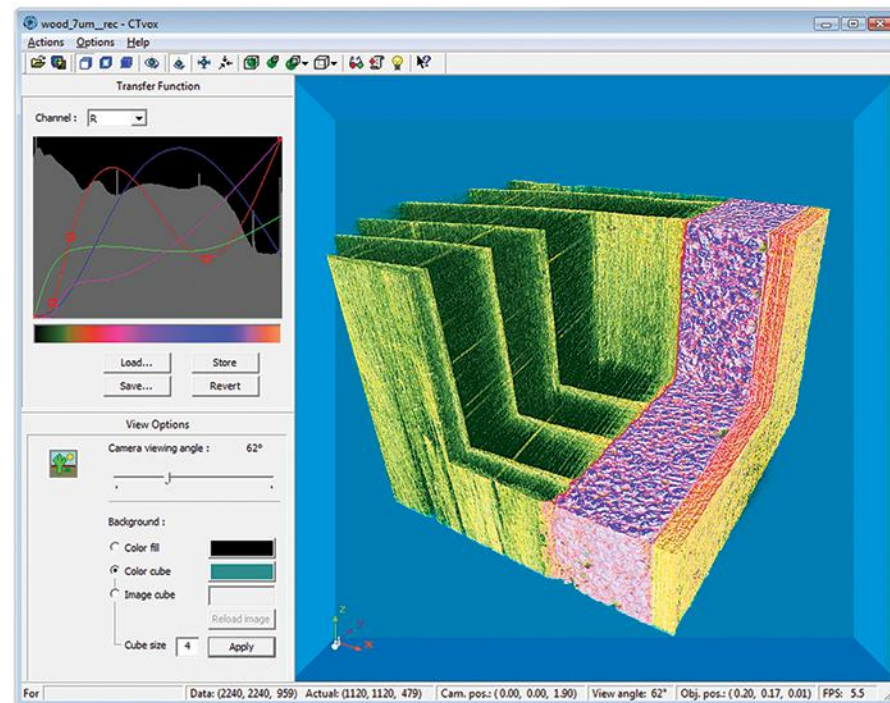 wood_7um__rec - CTvox
Actions Options Help
Transfer Function
Channel : R
Load... Store
Save... Revert
View Options
Camera viewing angle : 62°
Background :
Color fill
Color cube
Image cube
Reload image
Cube size 4 Apply
z
y
x
For Data: (2240, 2240, 959) Actual: (1120, 1120, 479) Cam. pos.: ( 0.00, 0.00, 1.90) View angle: 62° Obj. pos.: ( 0.20, 0.17, 0.01) FPS: 5.5